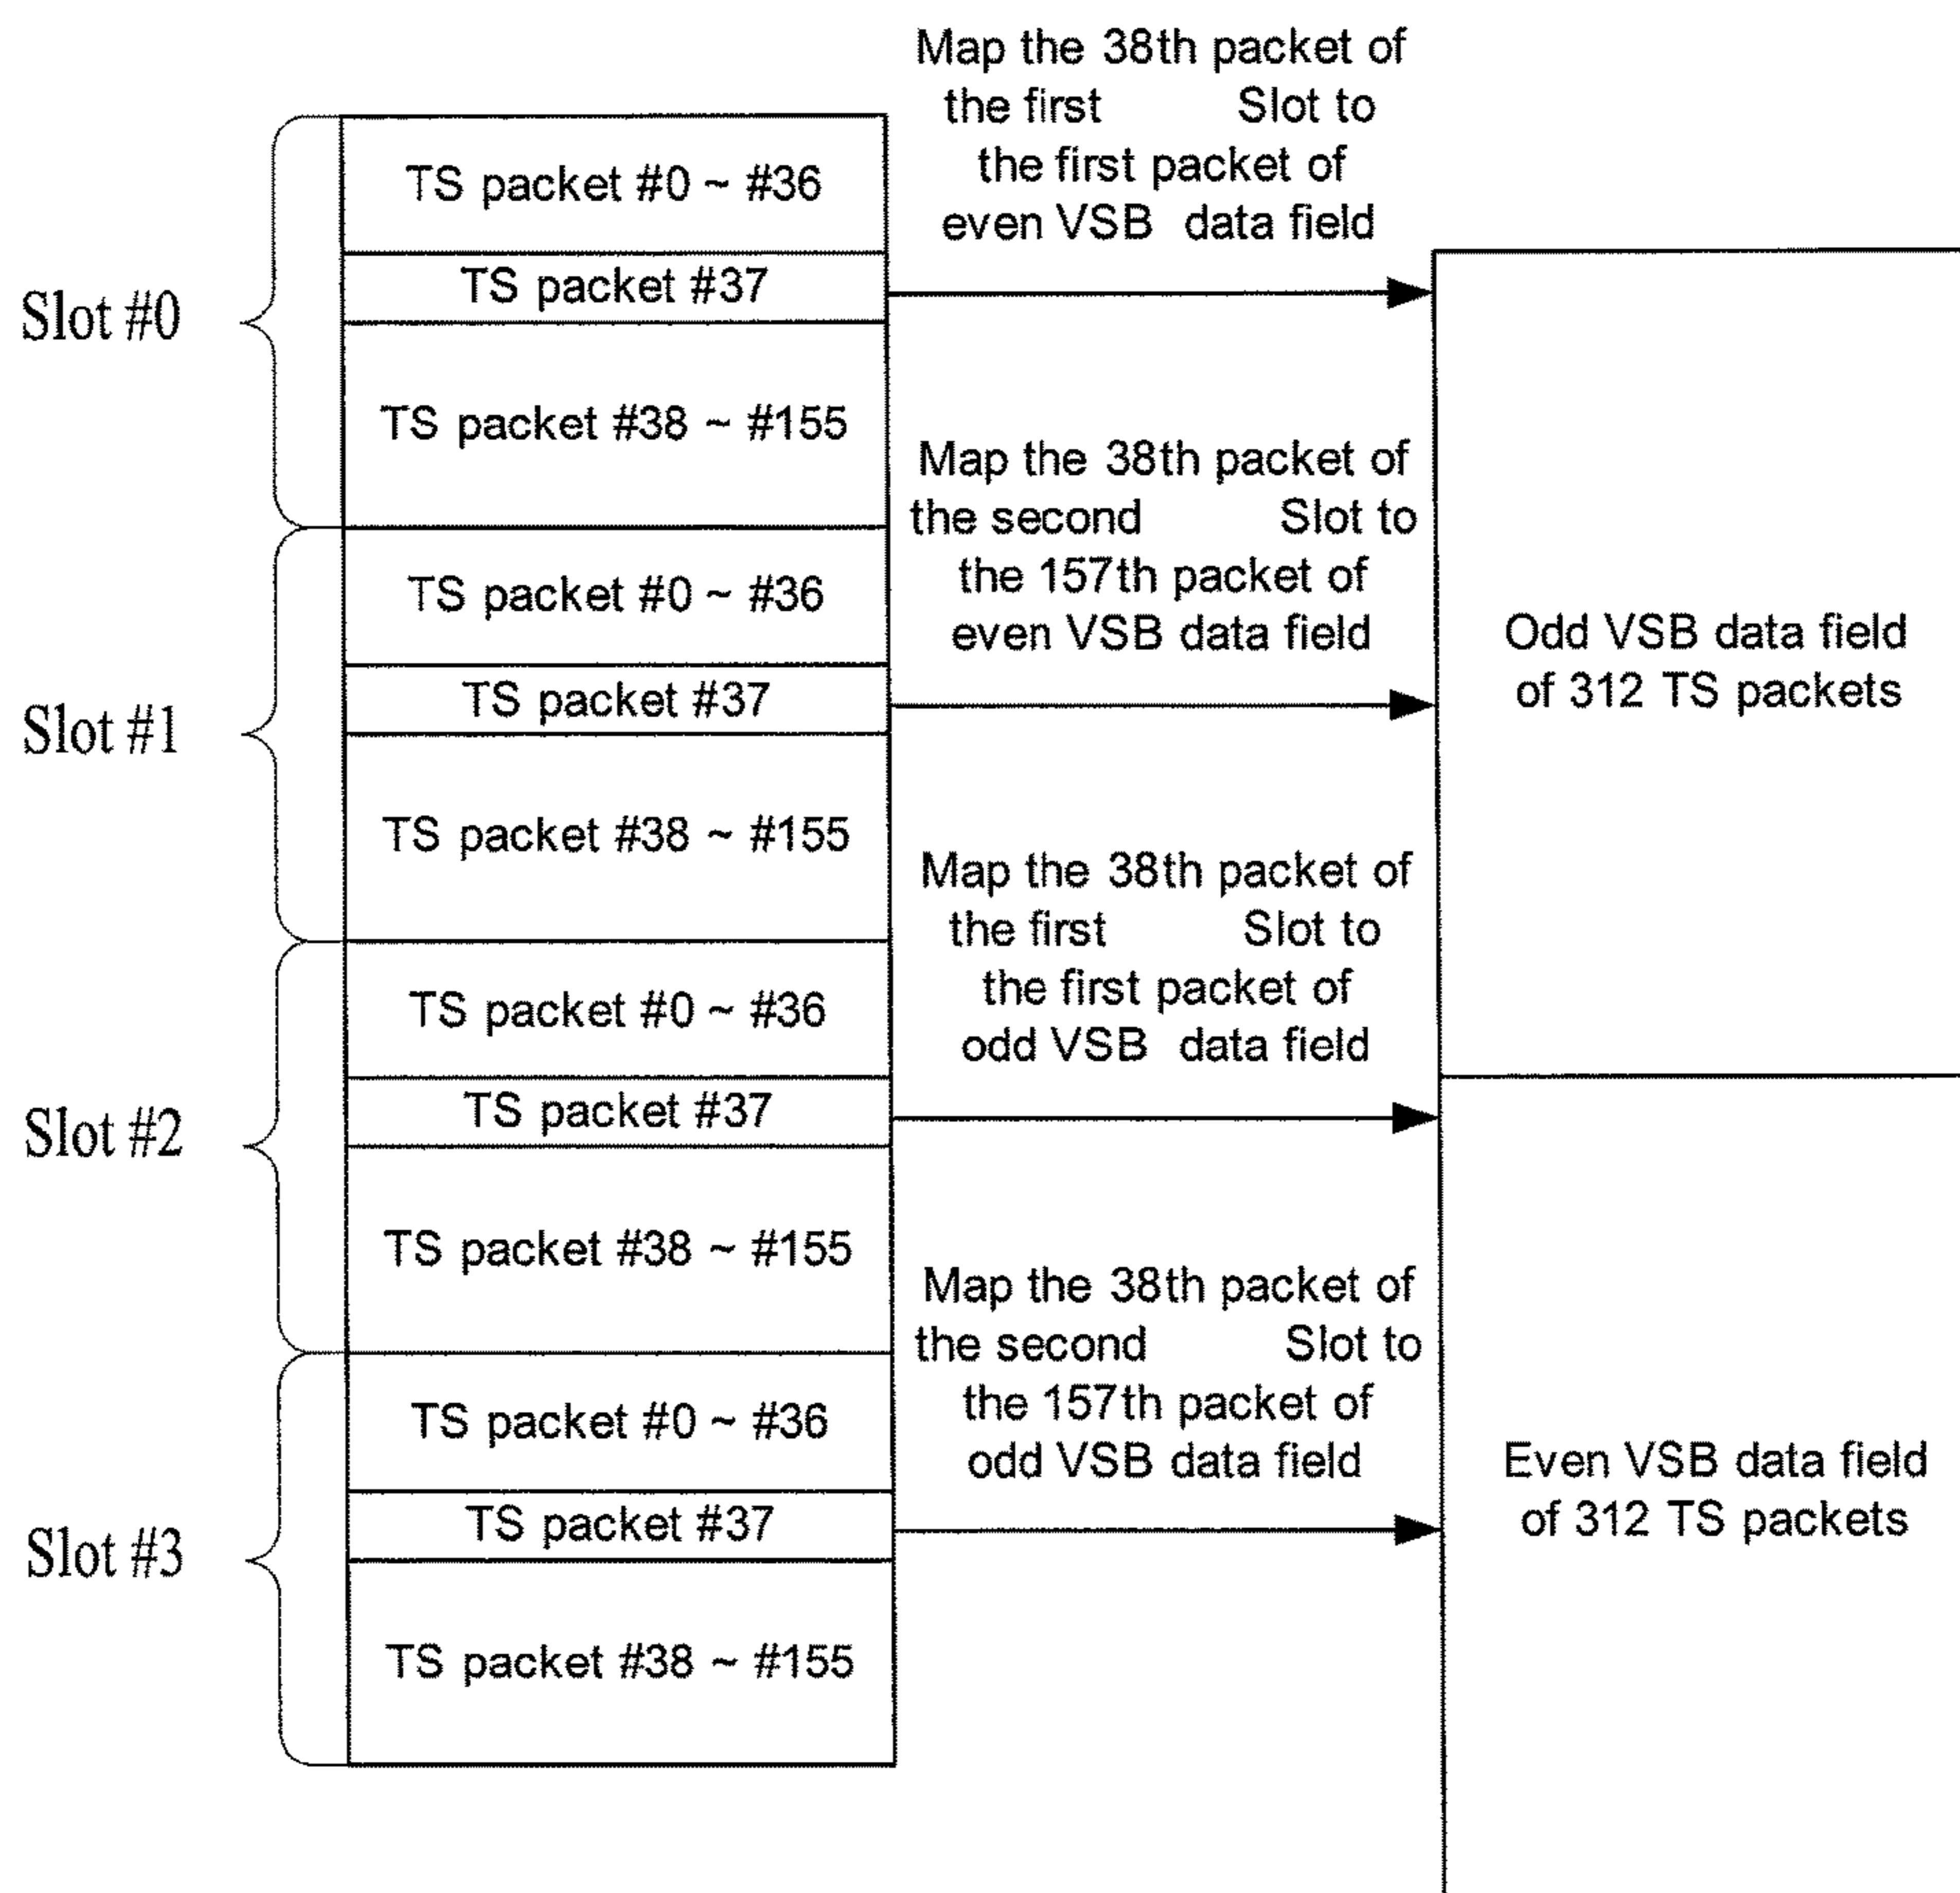 Map the 38th packet of
the first Slot to
the first packet of
even VSB data field
Slot #0
TS packet #0 ~ #36
TS packet #37
TS packet #38 ~ #155
Map the 38th packet of
the second Slot to
the 157th packet of
even VSB data field
Slot #1
TS packet #0 ~ #36
TS packet #37
TS packet #38 ~ #155
Odd VSB data field
of 312 TS packets
Map the 38th packet of
the first Slot to
the first packet of
odd VSB data field
Slot #2
TS packet #0 ~ #36
TS packet #37
TS packet #38 ~ #155
Map the 38th packet of
the second Slot to
the 157th packet of
odd VSB data field
Slot #3
TS packet #0 ~ #36
TS packet #37
TS packet #38 ~ #155
Even VSB data field
of 312 TS packets